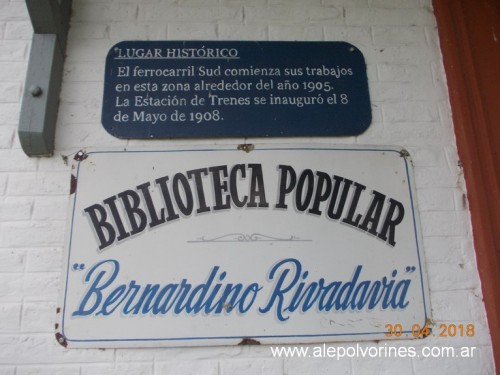 LUGAR HISTÓRICO
El ferrocarril Sud comienza sus trabajos
en esta zona alrededor del año 1905.
La Estación de Trenes se inauguró el 8
de Mayo de 1908.
BIBLIOTECA POPULAR
"Bernardino Rivadavia"
30 04 2018
www.alepolvorines.com.ar